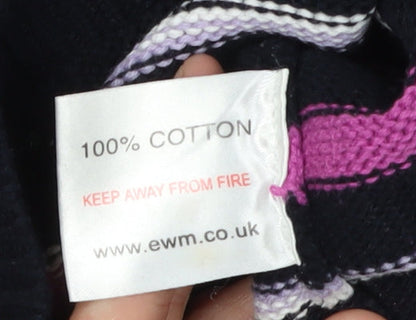 100% COTTON
KEEP AWAY FROM FIRE
www.ewm.co.uk